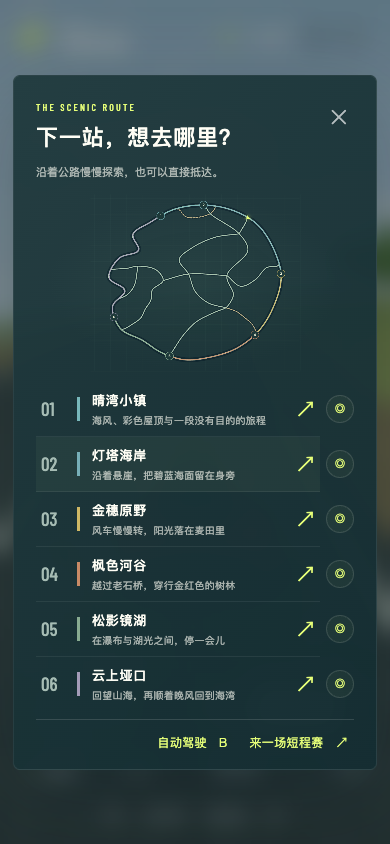 THE SCENIC ROUTE
下一站，想去哪里？
沿着公路慢慢探索，也可以直接抵达。
01 晴湾小镇
海风、彩色屋顶与一段没有目的的旅程
02 灯塔海岸
沿着悬崖，把碧蓝海面留在身旁
03 金穗原野
风车慢慢转，阳光落在麦田里
04 枫色河谷
越过老石桥，穿行金红色的树林
05 松影镜湖
在瀑布与湖光之间，停一会儿
06 云上垭口
回望山海，再顺着晚风回到海湾
自动驾驶 B 来一场短程赛